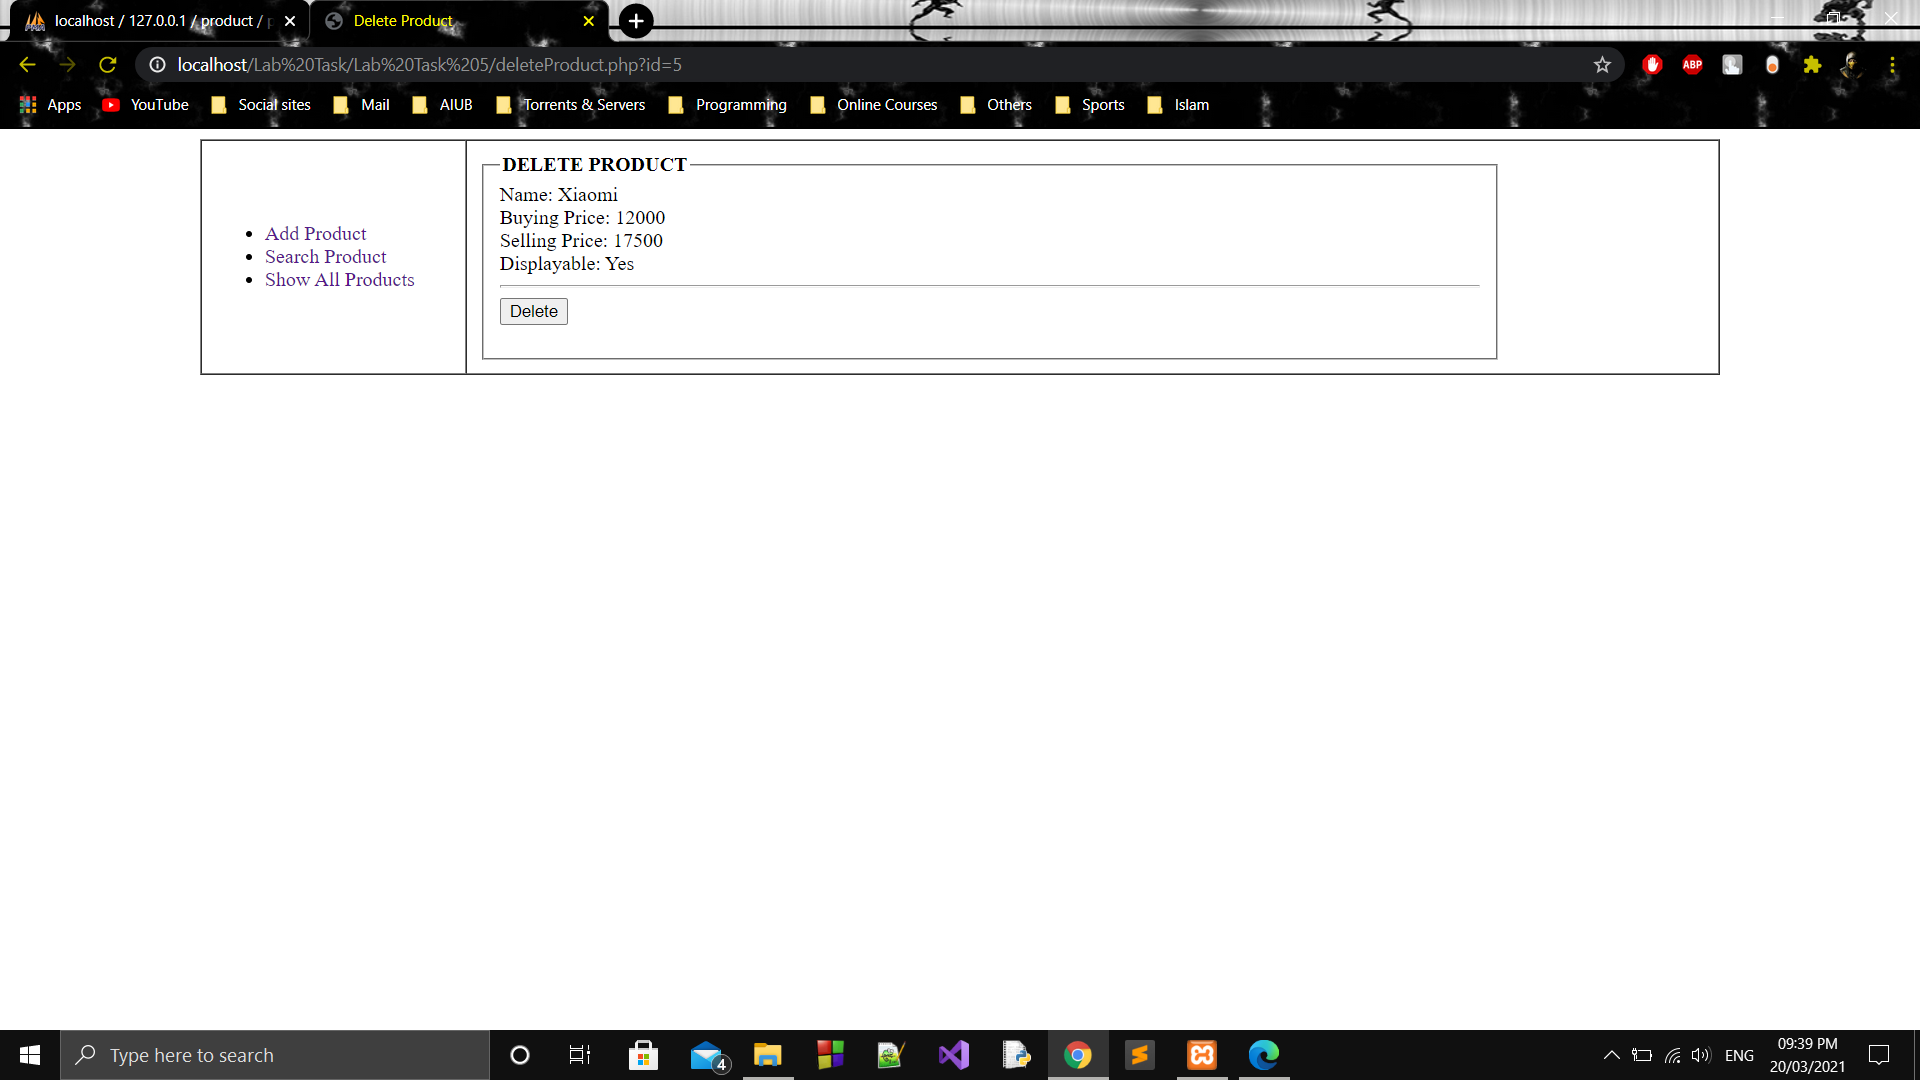 localhost / 127.0.0.1 / product / p
Delete Product
localhost/Lab%20Task/Lab%20Task%205/deleteProduct.php?id=5
ABP
Apps YouTube Social sites Mail AIUB Torrents & Servers Programming Online Courses Others Sports Islam
Add Product
Search Product
Show All Products
DELETE PRODUCT
Name: Xiaomi
Buying Price: 12000
Selling Price: 17500
Displayable: Yes
Delete
Type here to search
4
ENG
09:39 PM
20/03/2021